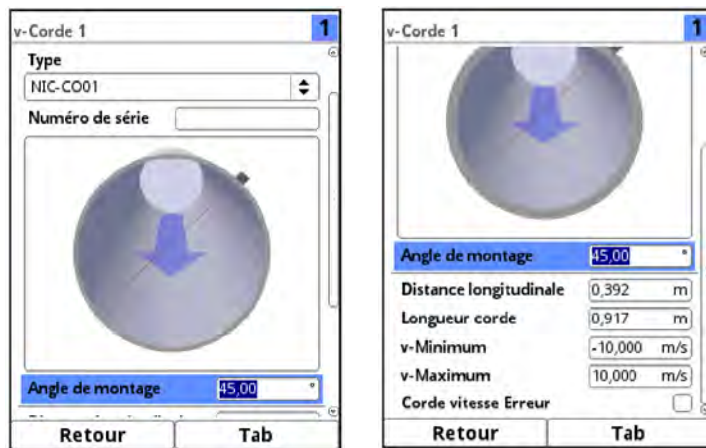 v-Corde 1 1
Type
NIC-CO01
Numéro de série
Angle de montage 45,00 °
Retour Tab
v-Corde 1 1
Angle de montage 45,00 °
Distance longitudinale 0,392 m
Longueur corde 0,917 m
v-Minimum -10,000 m/s
v-Maximum 10,000 m/s
Corde vitesse Erreur
Retour Tab